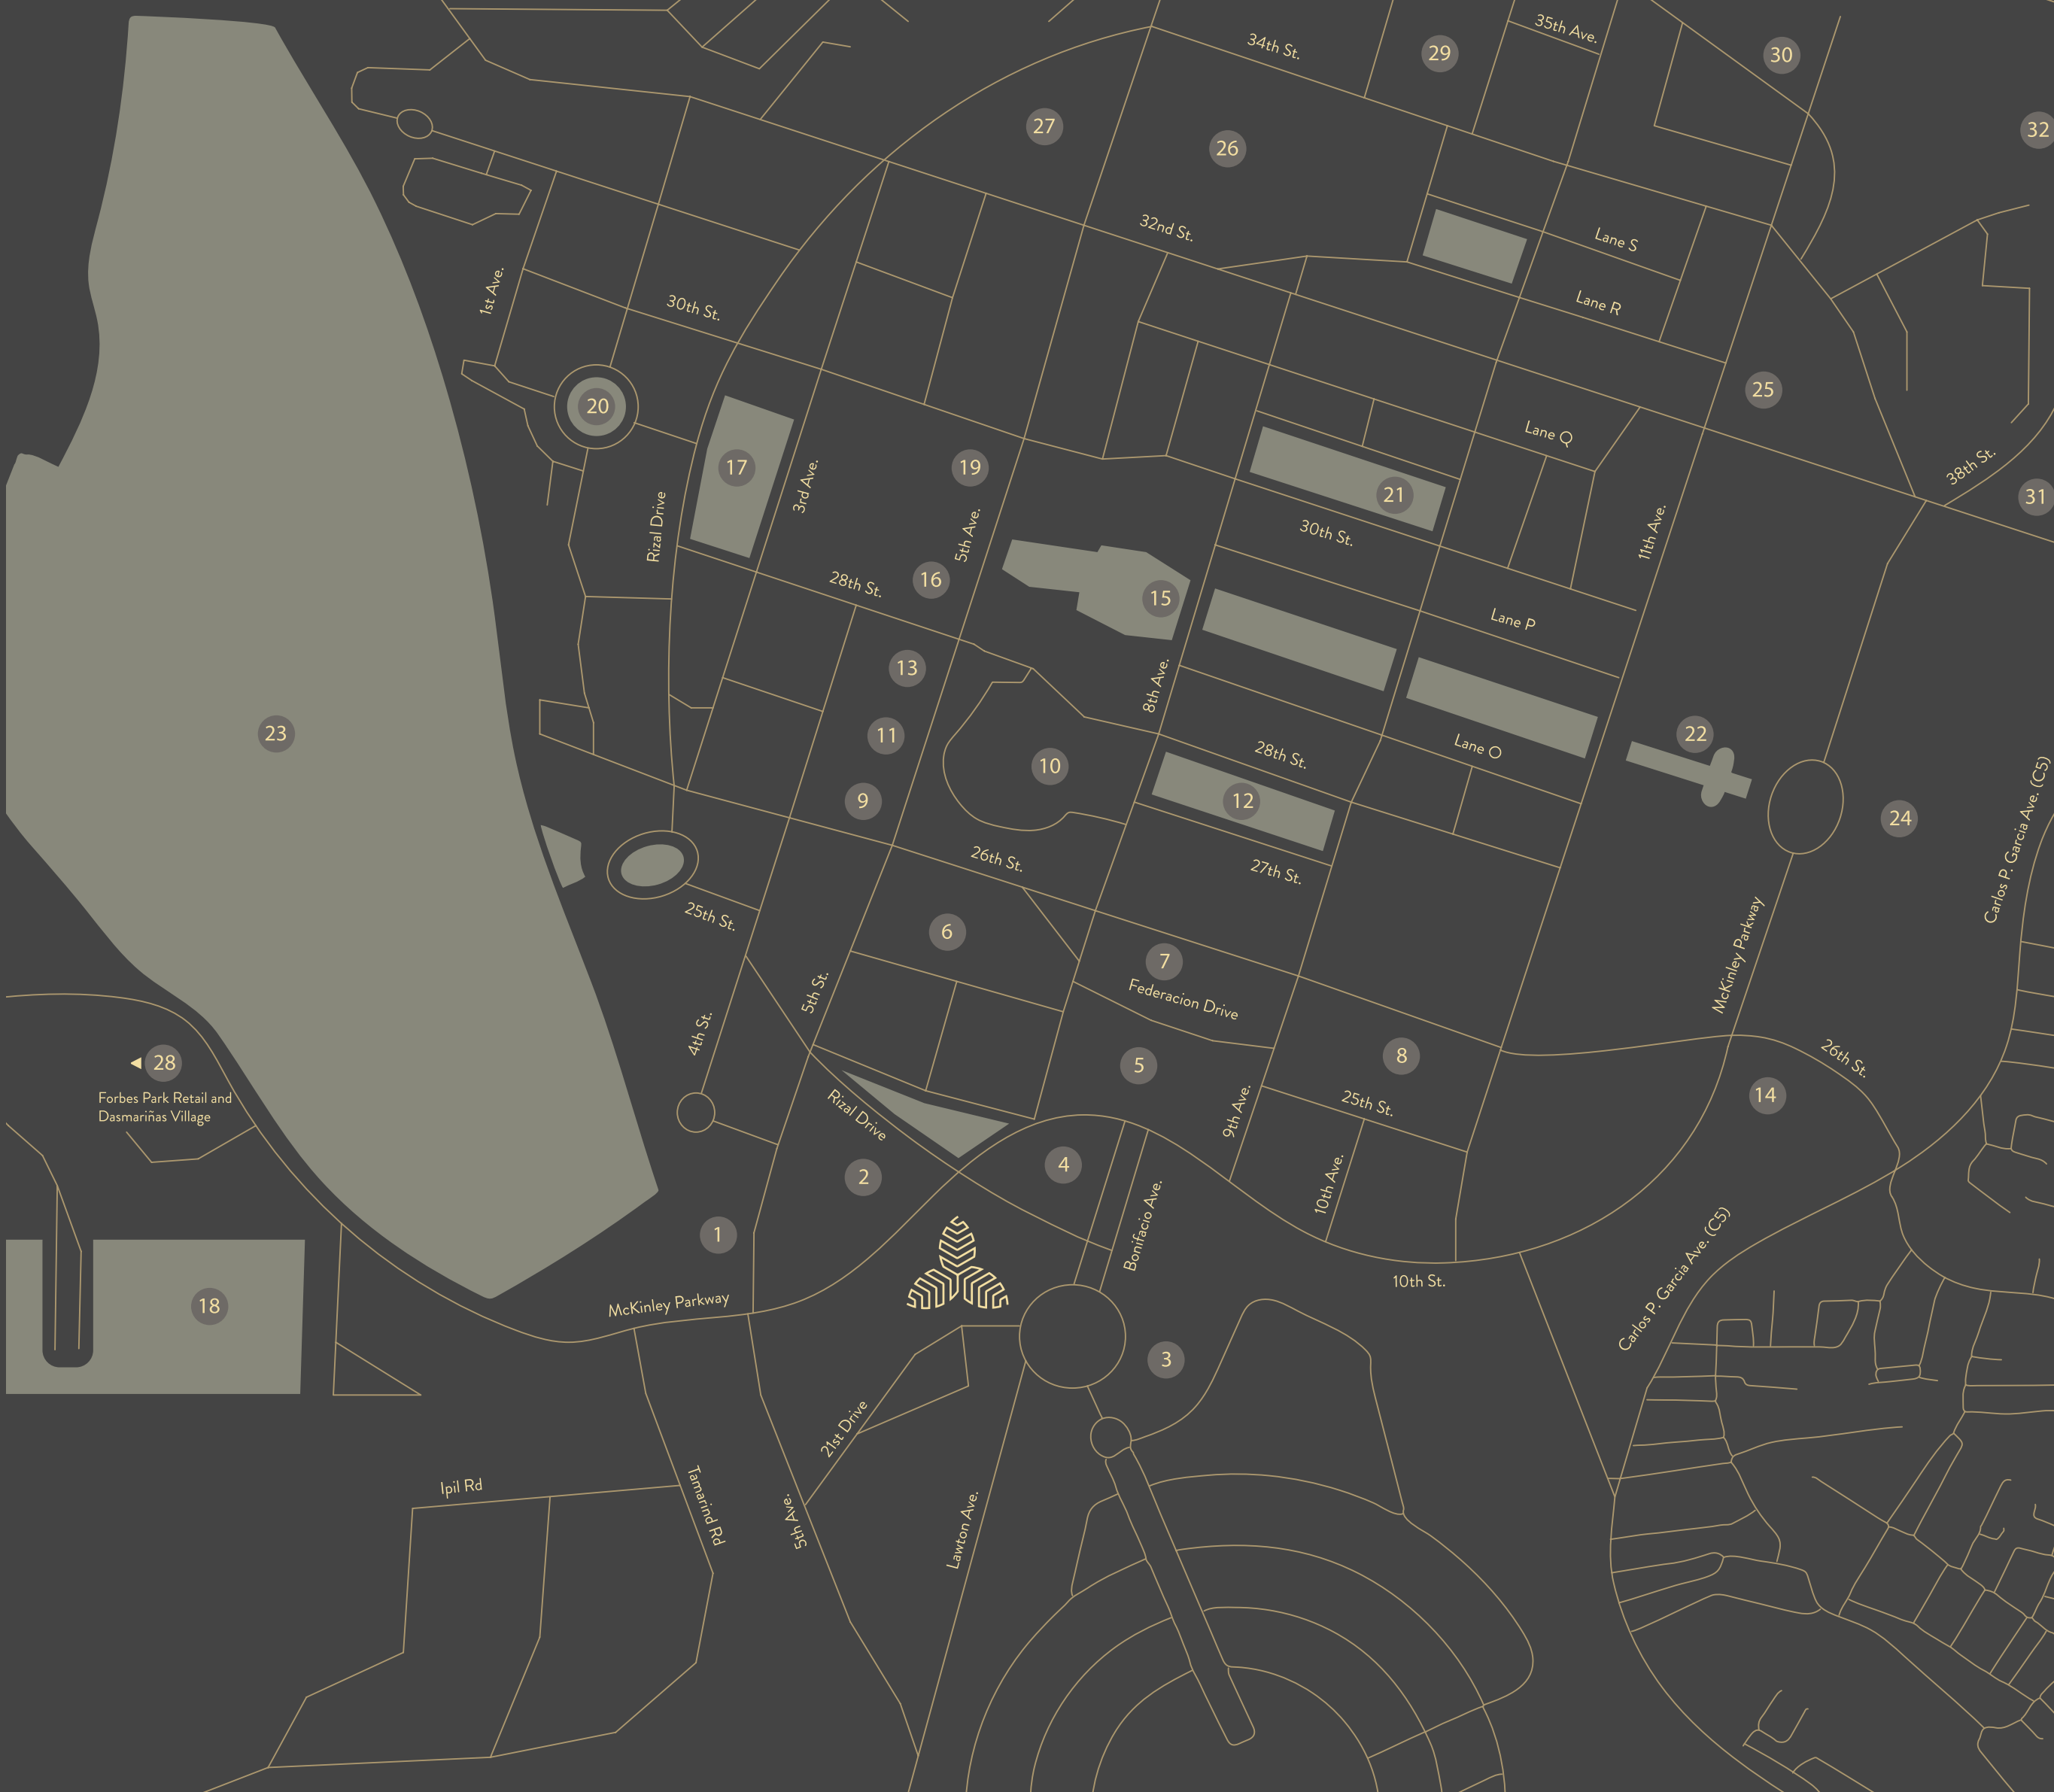 35th Ave.
34th St.
29
30
27
26
32
32nd St.
Lane S
1st Ave.
30th St.
Lane R
25
20
Lane Q
17
3rd Ave.
19
38th St.
21
31
Rizal Drive
5th Ave.
30th St.
11th Ave.
28th St.
16
15
Lane P
13
8th Ave.
23
11
22
Lane O
28th St.
10
9
12
24
Carlos P. Garcia Ave. (C5)
26th St.
27th St.
25th St.
6
7
McKinley Parkway
Federacion Drive
5th St.
4th St.
26th St.
28
5
8
14
Forbes Park Retail and
Dasmariñas Village
Rizal Drive
9th Ave.
25th St.
4
2
10th Ave.
1
Bonifacio Ave.
Carlos P. Garcia Ave. (C5)
10th St.
18
McKinley Parkway
3
21st Drive
Ipil Rd
Tamarind Rd
5th Ave.
Lawton Ave.